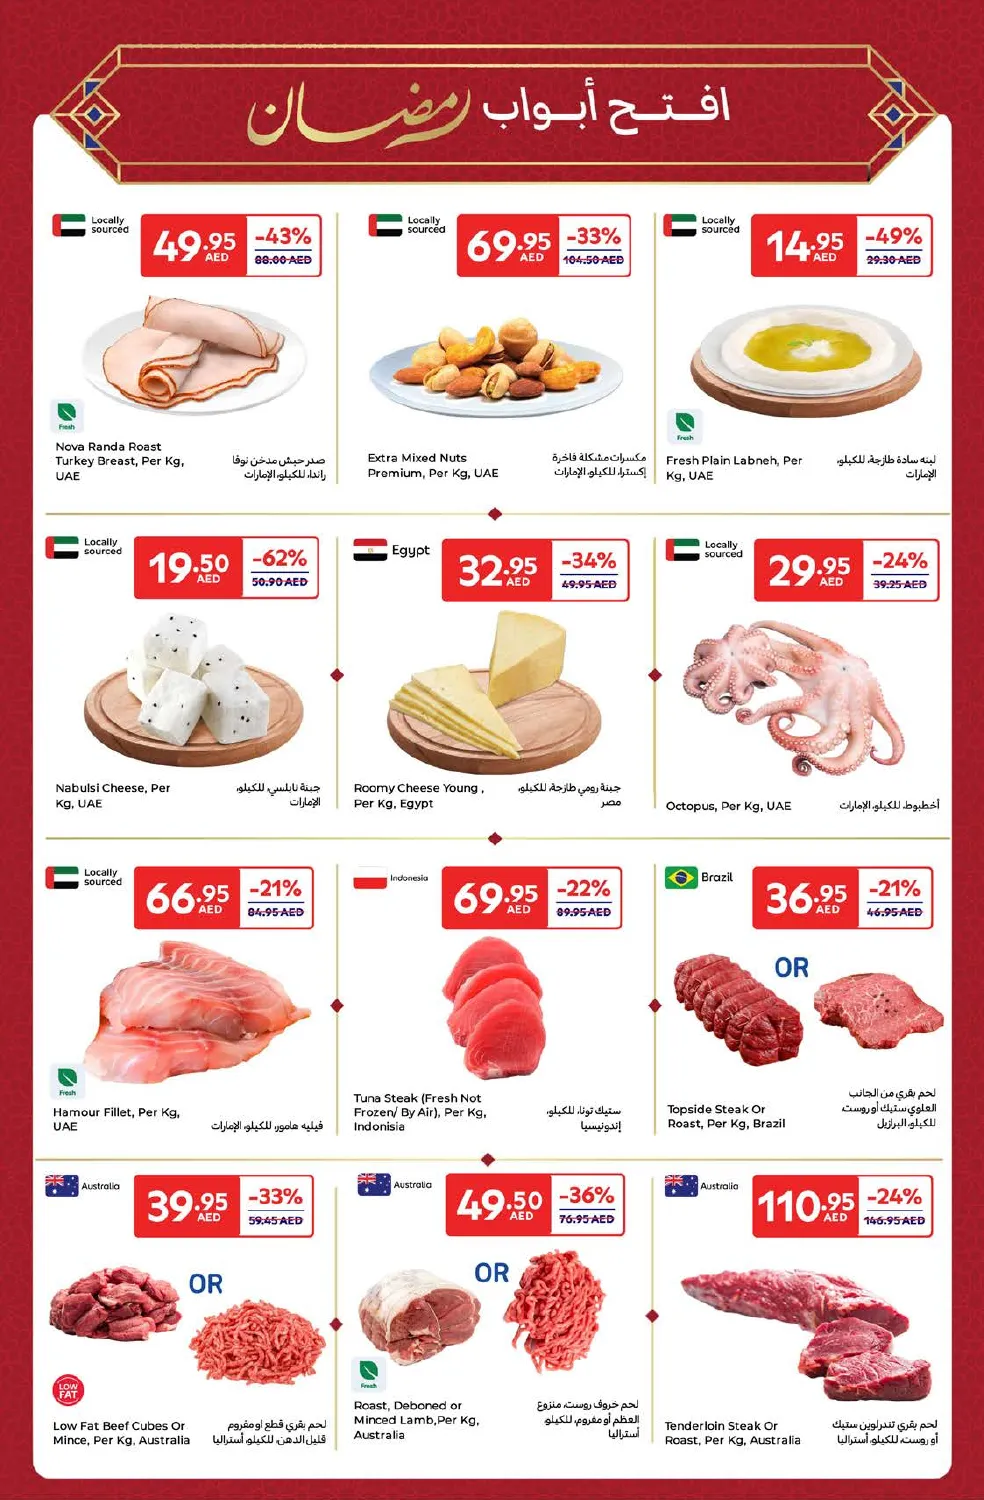 افتح أبواب رمضان
Locally
sourced
49.95
AED
-43%
88.00 AED
Fresh
Nova Randa Roast
Turkey Breast, Per Kg,
UAE
صدر حبش مدخن نوفا
راندا، للكيلو، الإمارات
Locally
sourced
69.95
AED
-33%
104.50 AED
Extra Mixed Nuts
Premium, Per Kg, UAE
مكسرات مشكلة فاخرة
إكسترا، للكيلو، الإمارات
Locally
sourced
14.95
AED
-49%
29.30 AED
Fresh
Fresh Plain Labneh, Per
Kg, UAE
لبنه سادة طازجة، للكيلو،
الإمارات
Locally
sourced
19.50
AED
-62%
50.90 AED
Nabulsi Cheese, Per
Kg, UAE
جبنة نابلسي، للكيلو،
الإمارات
Egypt
32.95
AED
-34%
49.95 AED
Roomy Cheese Young ,
Per Kg, Egypt
جبنة رومي طازجة، للكيلو،
مصر
Locally
sourced
29.95
AED
-24%
39.25 AED
Octopus, Per Kg, UAE
أخطبوط، للكيلو، الإمارات
Locally
sourced
66.95
AED
-21%
84.95 AED
Fresh
Hamour Fillet, Per Kg,
UAE
فيليه هامور، للكيلو، الإمارات
Indonesia
69.95
AED
-22%
89.95 AED
Tuna Steak (Fresh Not
Frozen/ By Air), Per Kg,
Indonisia
ستيك تونا، للكيلو،
إندونيسيا
Brazil
36.95
AED
-21%
46.95 AED
OR
Topside Steak Or
Roast, Per Kg, Brazil
لحم بقري من الجانب
العلوي ستيك أو روست،
للكيلو، البرازيل
Australia
39.95
AED
-33%
59.45 AED
OR
LOW
FAT
Low Fat Beef Cubes Or
Mince, Per Kg, Australia
لحم بقري قطع او مفروم
قليل الدهن، للكيلو، أستراليا
Australia
49.50
AED
-36%
76.95 AED
OR
Fresh
Roast, Deboned or
Minced Lamb,Per Kg,
Australia
لحم خروف روست، منزوع
العظم أو مفروم، للكيلو
أستراليا
Australia
110.95
AED
-24%
146.95 AED
Tenderloin Steak Or
Roast, Per Kg, Australia
لحم بقري تندرلوين ستيك
أو روست، للكيلو، أستراليا